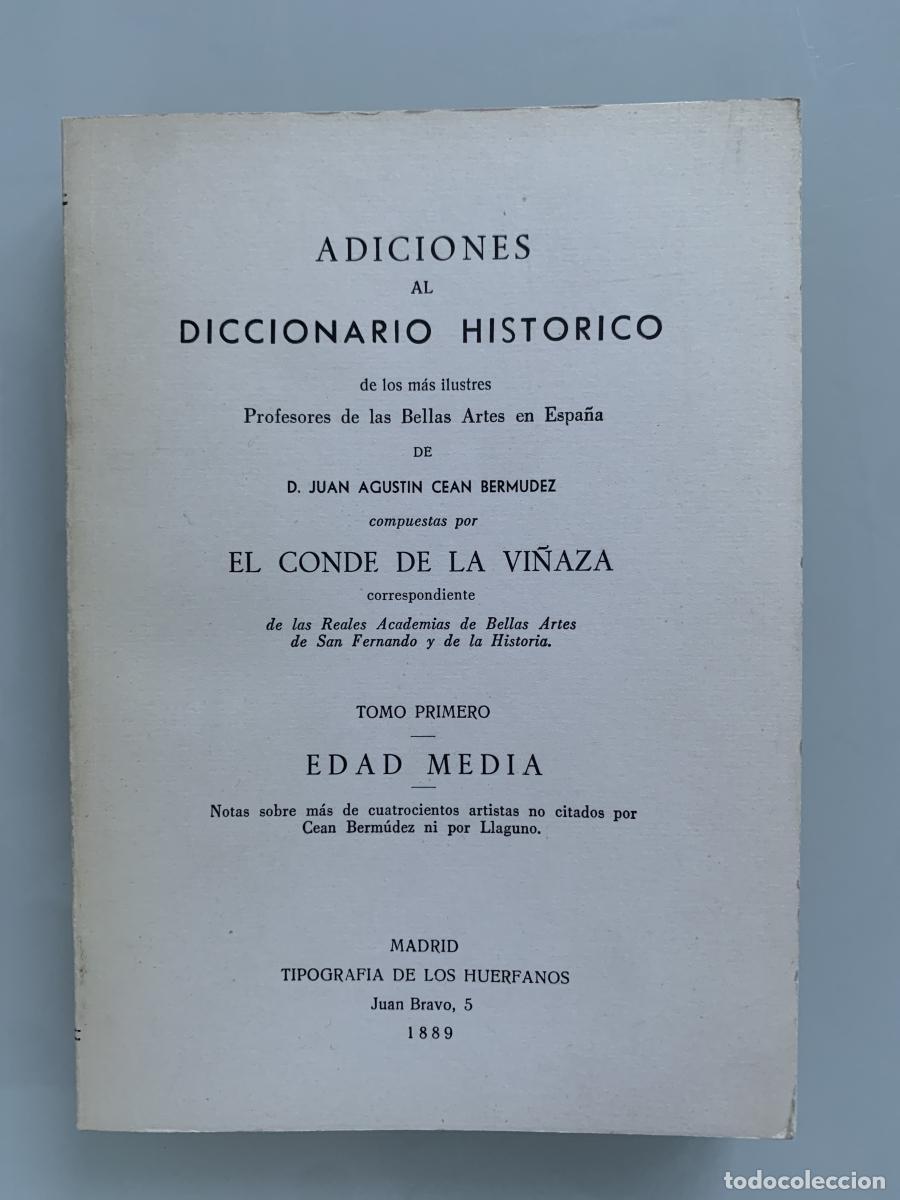 ADICIONES
AL
DICCIONARIO HISTORICO
de los más ilustres
Profesores de las Bellas Artes en España
DE
D. JUAN AGUSTIN CEAN BERMUDEZ
compuestas por
EL CONDE DE LA VIÑAZA
correspondiente
de las Reales Academias de Bellas Artes
de San Fernando y de la Historia.
TOMO PRIMERO
EDAD MEDIA
Notas sobre más de cuatrocientos artistas no citados por
Cean Bermúdez ni por Llaguno.
MADRID
TIPOGRAFIA DE LOS HUERFANOS
Juan Bravo, 5
1889
todocoleccion